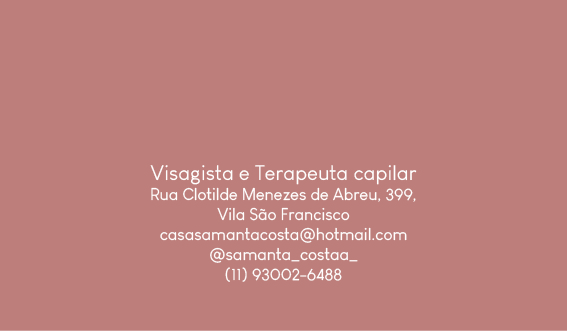 Visagista e Terapeuta capilar
Rua Clotilde Menezes de Abreu, 399,
Vila São Francisco
casasamantacosta@hotmail.com
@samanta_costaa_
(11) 93002-6488